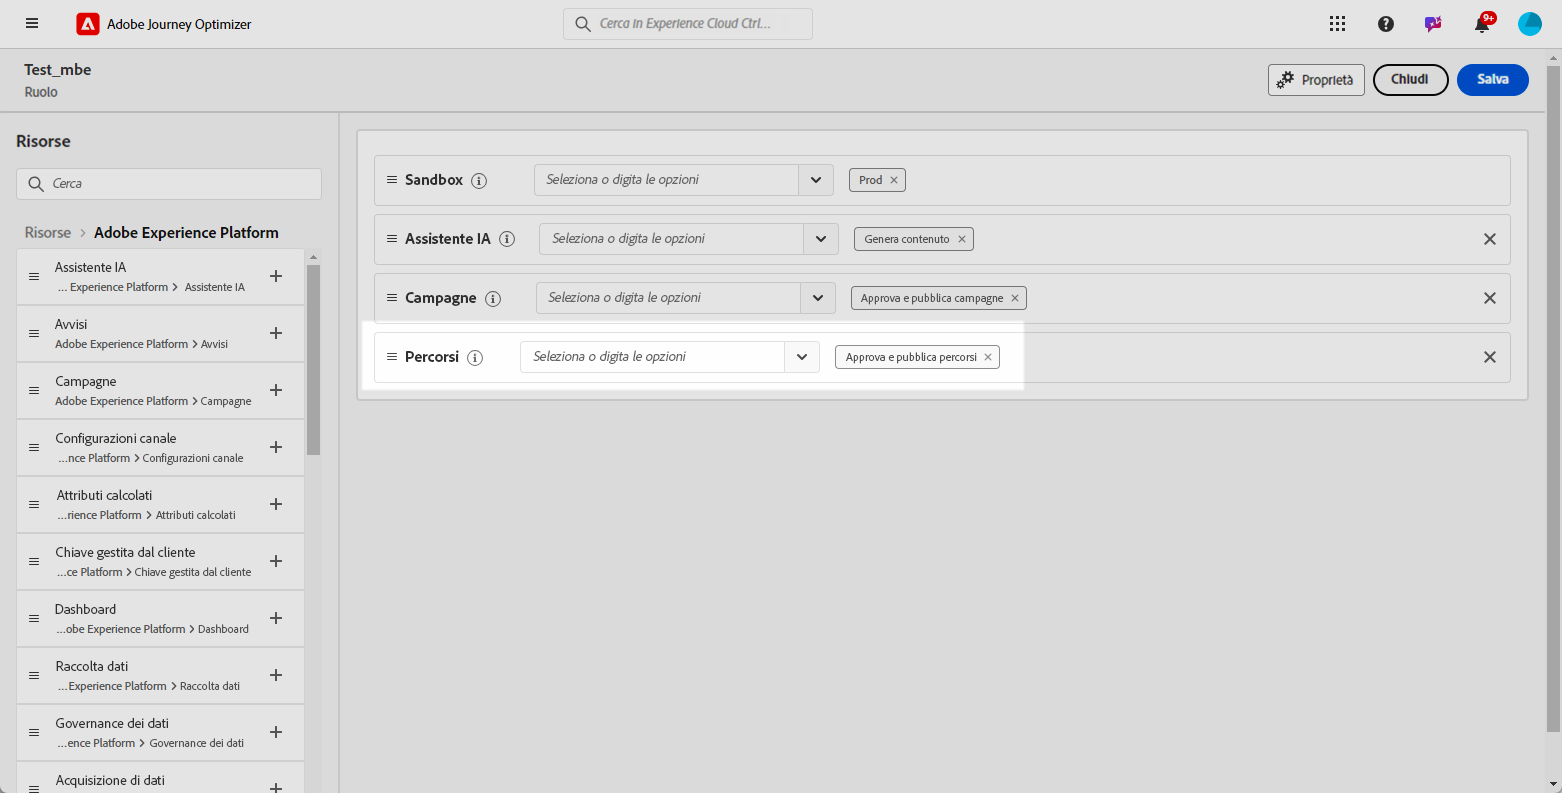 Adobe Journey Optimizer
Cerca in Experience Cloud Ctrl...
9+
Test_mbe
Ruolo
Proprietà
Chiudi
Salva
Risorse
Cerca
Risorse > Adobe Experience Platform
Assistente IA
... Experience Platform > Assistente IA
Avvisi
Adobe Experience Platform > Avvisi
Campagne
Adobe Experience Platform > Campagne
Configurazioni canale
...nce Platform > Configurazioni canale
Attributi calcolati
...rience Platform > Attributi calcolati
Chiave gestita dal cliente
...ce Platform > Chiave gestita dal cliente
Dashboard
...obe Experience Platform > Dashboard
Raccolta dati
...Experience Platform > Raccolta dati
Governance dei dati
...ence Platform > Governance dei dati
Acquisizione di dati
Sandbox Seleziona o digita le opzioni Prod
Assistente IA Seleziona o digita le opzioni Genera contenuto
Campagne Seleziona o digita le opzioni Approva e pubblica campagne
Percorsi Seleziona o digita le opzioni Approva e pubblica percorsi